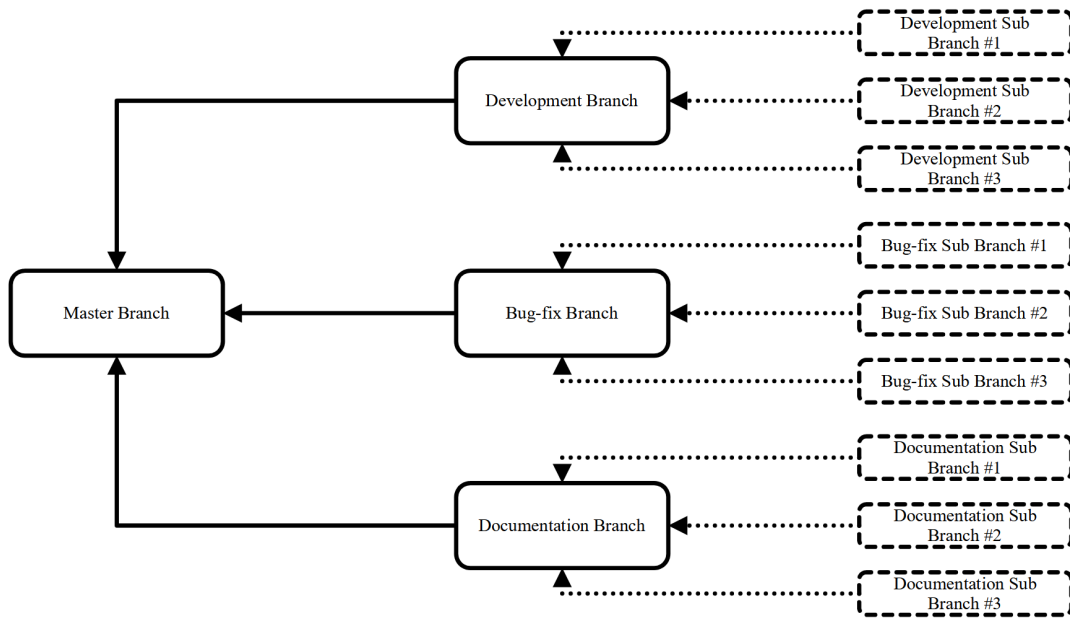 Development Sub
Branch #1
Development Branch
Development Sub
Branch #2
Development Sub
Branch #3
Bug-fix Sub Branch #1
Master Branch
Bug-fix Branch
Bug-fix Sub Branch #2
Bug-fix Sub Branch #3
Documentation Sub
Branch #1
Documentation Branch
Documentation Sub
Branch #2
Documentation Sub
Branch #3